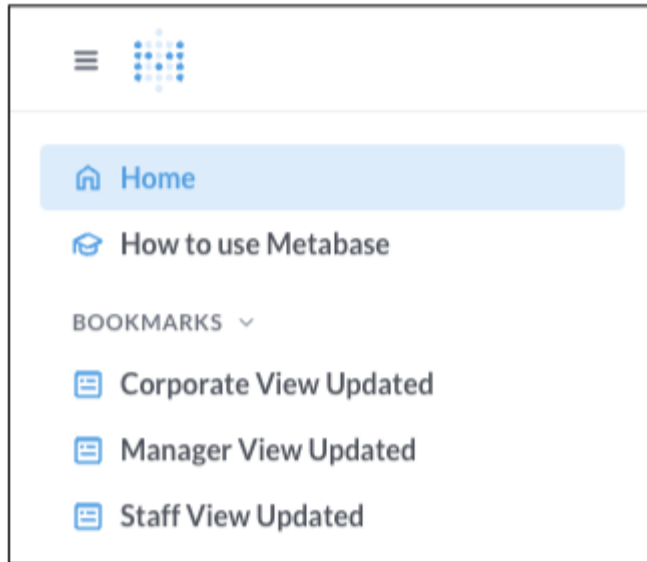 Home
How to use Metabase
BOOKMARKS
Corporate View Updated
Manager View Updated
Staff View Updated